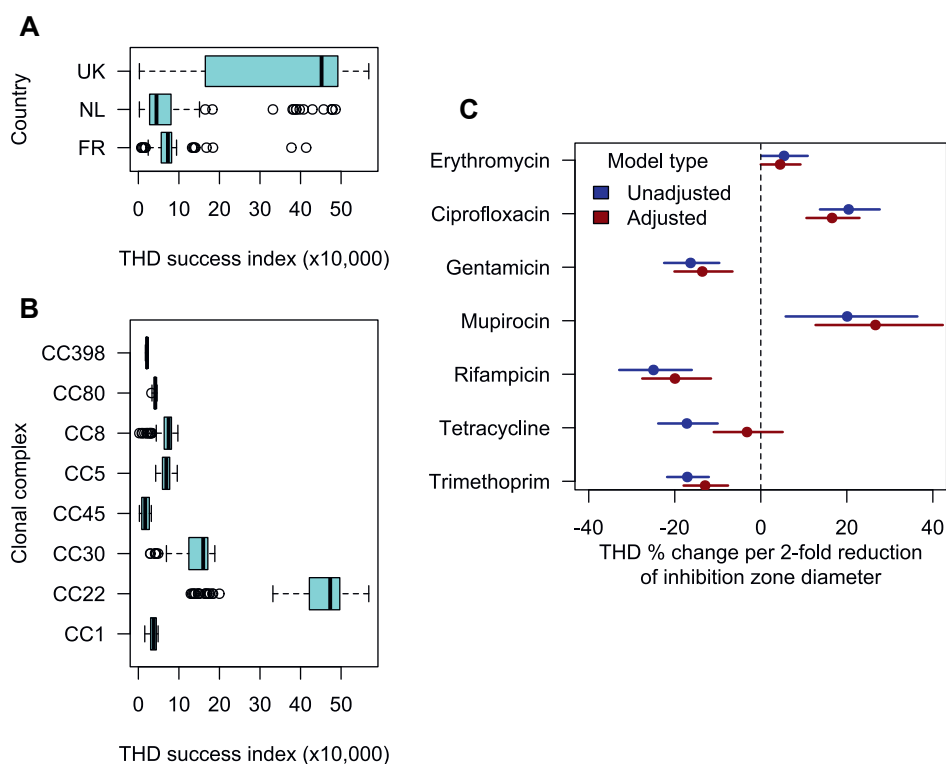 A
Country
UK
NL
FR
0 10 20 30 40 50
THD success index (x10,000)
B
Clonal complex
CC398
CC80
CC8
CC5
CC45
CC30
CC22
CC1
0 10 20 30 40 50
THD success index (x10,000)
C
Erythromycin
Ciprofloxacin
Gentamicin
Mupirocin
Rifampicin
Tetracycline
Trimethoprim
Model type
Unadjusted
Adjusted
-40 -20 0 20 40
THD % change per 2-fold reduction
of inhibition zone diameter